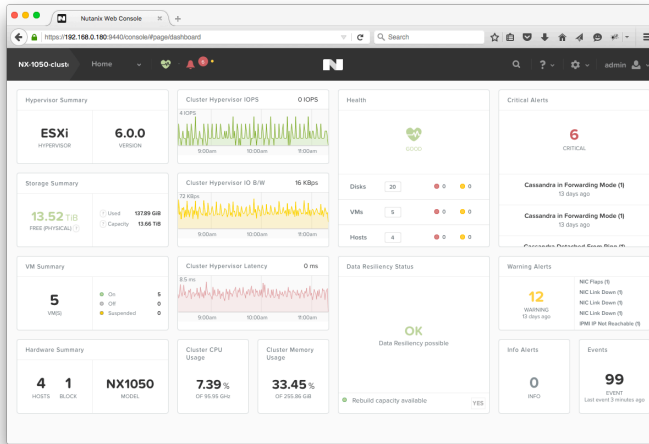 Nutanix Web Console
https://192.168.0.180:9440/console/#page/dashboard
Search
NX-1050-cluste
Home
admin
Hypervisor Summary
ESXi
HYPERVISOR
6.0.0
VERSION
Cluster Hypervisor IOPS
0 IOPS
4 IOPS
9:00am
10:00am
11:00am
Health
GOOD
Disks
20
0
0
VMs
5
0
0
Hosts
4
0
0
Critical Alerts
6
CRITICAL
Cassandra in Forwarding Mode (1)
13 days ago
Cassandra in Forwarding Mode (1)
13 days ago
Cassandra Detached From Ring (1)
Storage Summary
13.52 TiB
FREE (PHYSICAL)
Used 137.89 GiB
Capacity 13.66 TiB
Cluster Hypervisor IO B/W
16 KBps
72 KBps
9:00am
10:00am
11:00am
VM Summary
5
VM(S)
On 5
Off 0
Suspended 0
Cluster Hypervisor Latency
0 ms
8.5 ms
9:00am
10:00am
11:00am
Data Resiliency Status
OK
Data Resiliency possible
Rebuild capacity available
YES
Warning Alerts
12
WARNING
13 days ago
NIC Flaps (1)
NIC Link Down (1)
NIC Link Down (1)
NIC Link Down (1)
IPMI IP Not Reachable (1)
Hardware Summary
4
HOSTS
1
BLOCK
NX1050
MODEL
Cluster CPU
Usage
7.39 %
OF 95.95 GHz
Cluster Memory
Usage
33.45 %
OF 255.86 GiB
Info Alerts
0
INFO
Events
99
EVENT
Last event 3 minutes ago